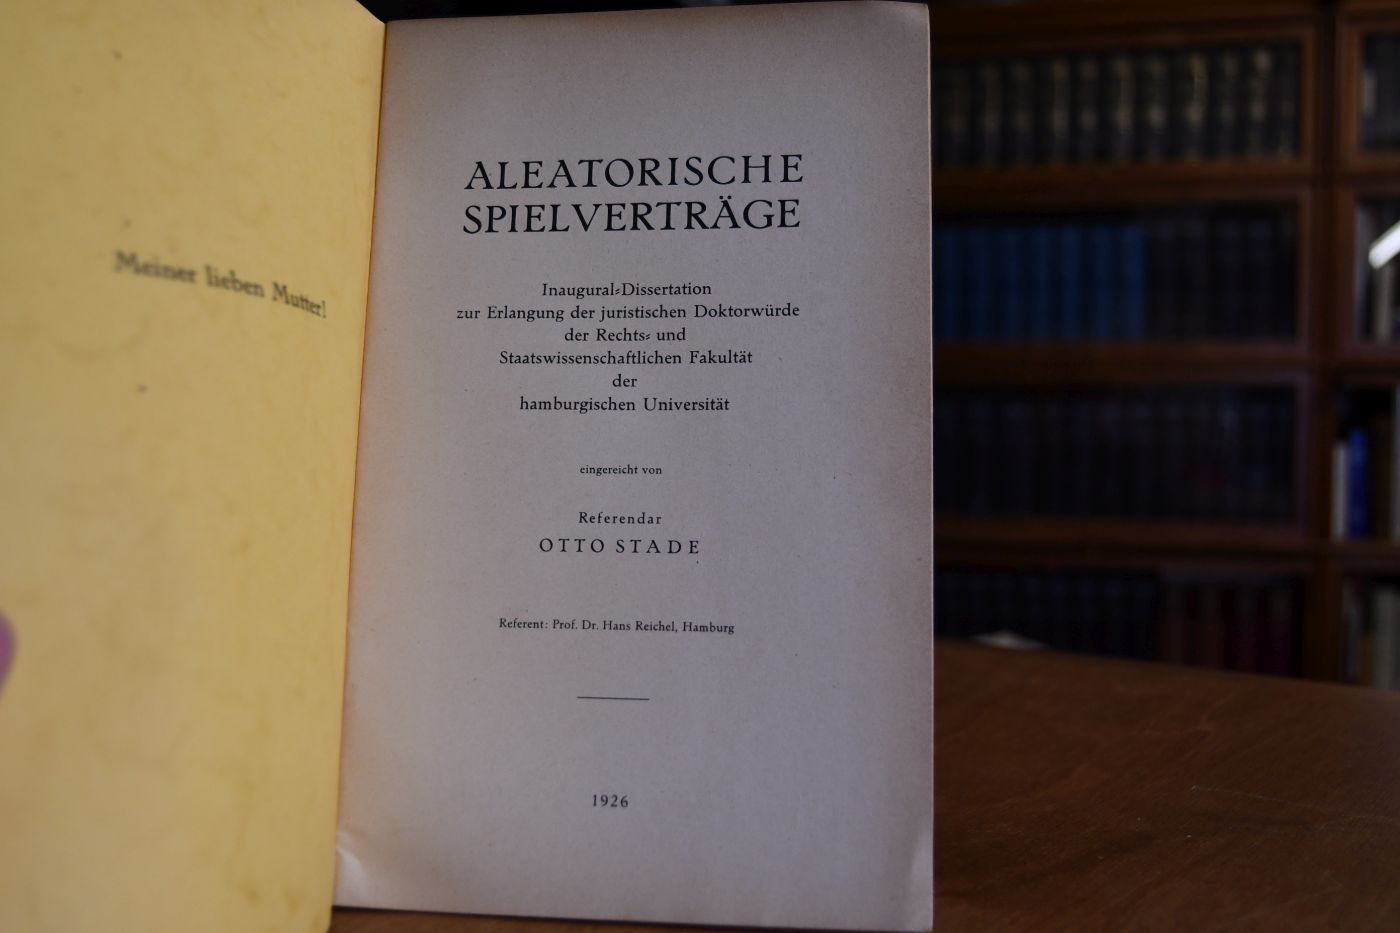 Meiner lieben Mutter!
ALEATORISCHE
SPIELVERTRÄGE
Inaugural-Dissertation
zur Erlangung der juristischen Doktorwürde
der Rechts- und
Staatswissenschaftlichen Fakultät
der
hamburgischen Universität
eingereicht von
Referendar
OTTO STADE
Referent: Prof. Dr. Hans Reichel, Hamburg
1926